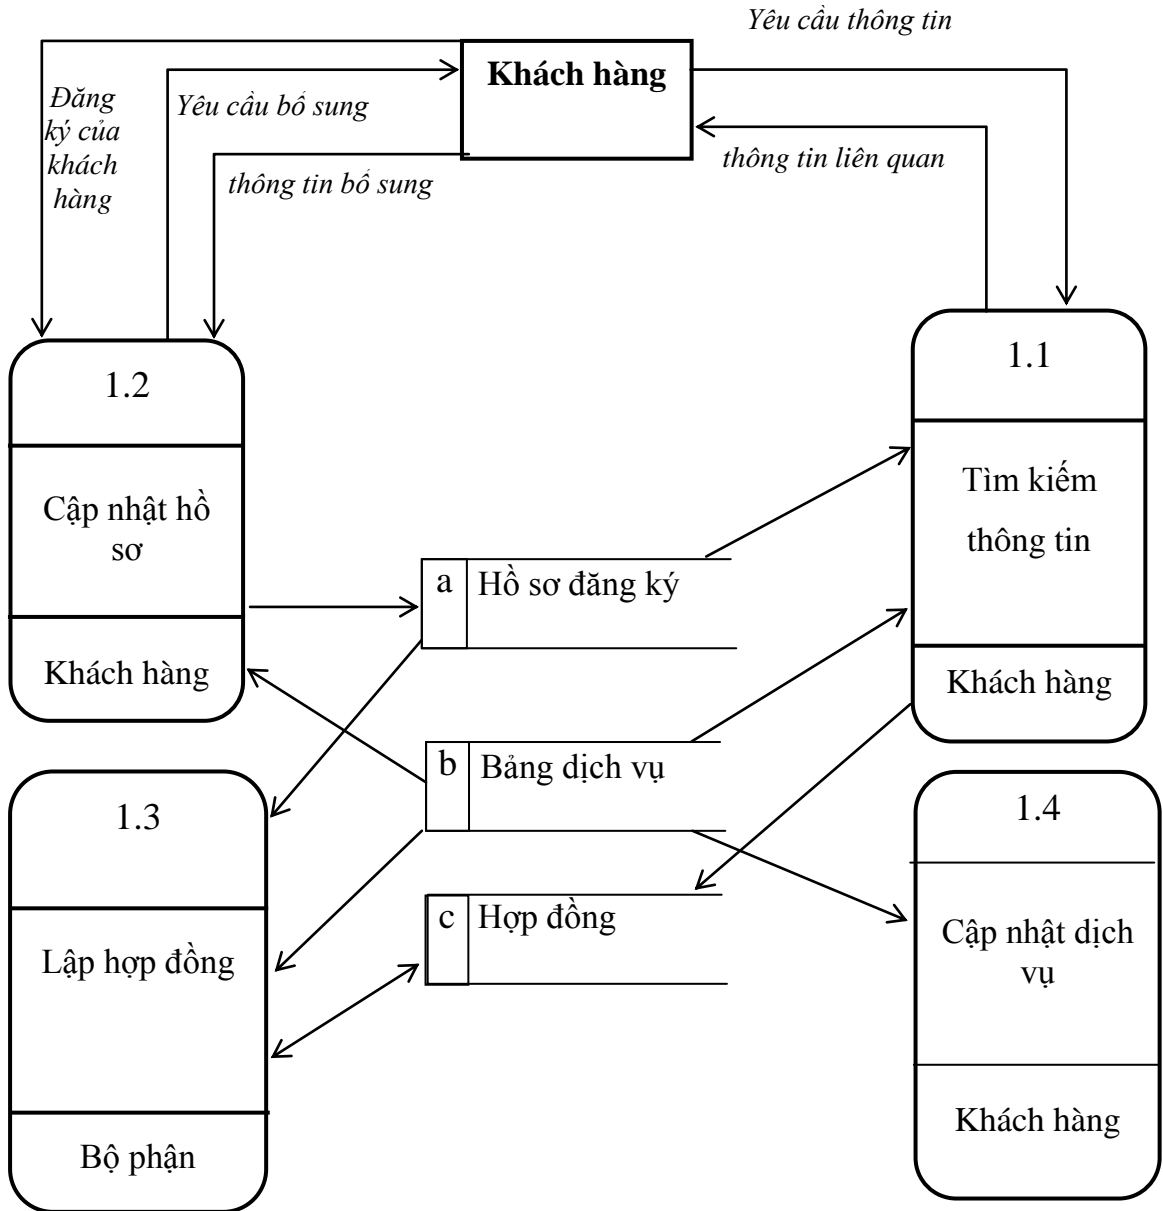 Yêu cầu thông tin
Khách hàng
Đăng
ký của
khách
hàng
Yêu cầu bổ sung
thông tin liên quan
thông tin bổ sung
1.1
1.2
Tìm kiếm
thông tin
Cập nhật hồ
sơ
a Hồ sơ đăng ký
Khách hàng
Khách hàng
b Bảng dịch vụ
1.3
1.4
c Hợp đồng
Lập hợp đồng
Cập nhật dịch
vụ
Khách hàng
Bộ phận